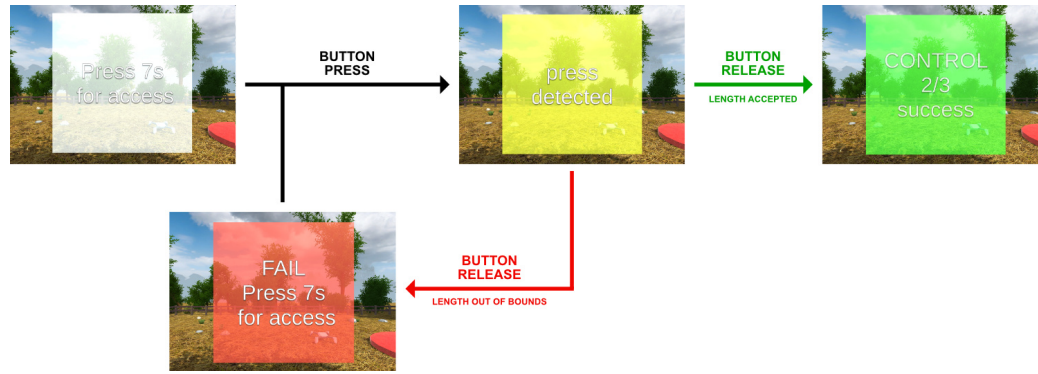 Press 7s
for access
BUTTON
PRESS
press
detected
BUTTON
RELEASE
LENGTH ACCEPTED
CONTROL
2/3
success
FAIL
Press 7s
for access
BUTTON
RELEASE
LENGTH OUT OF BOUNDS